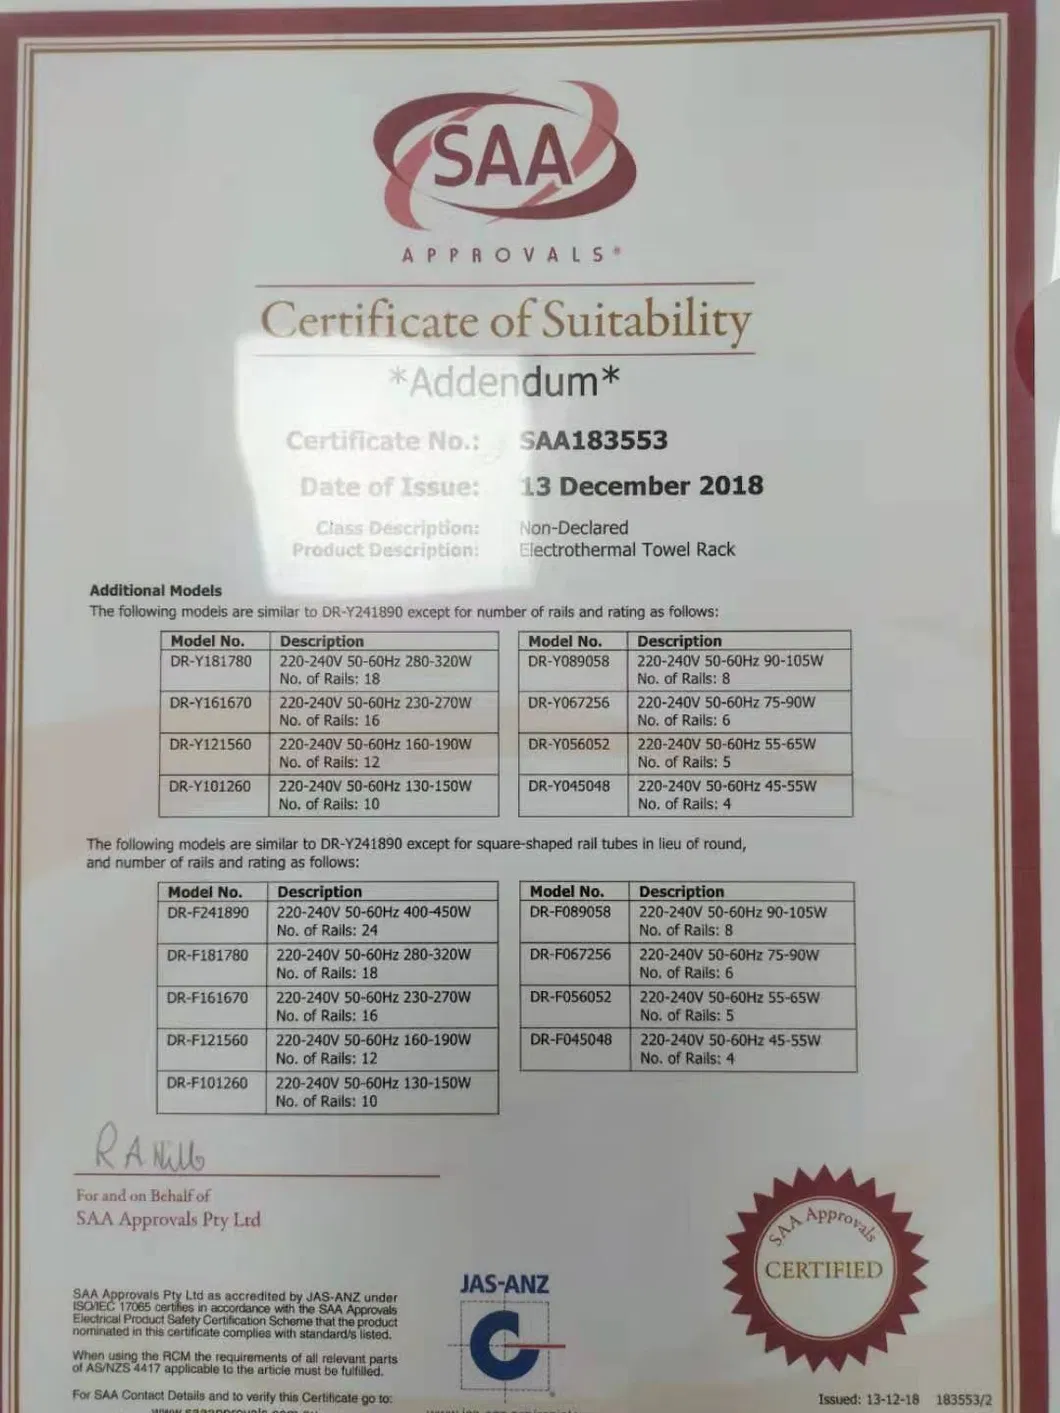 SAA
APPROVALS®
Certificate of Suitability
*Addendum*
Certificate No.: SAA183553
Date of Issue: 13 December 2018
Class Description: Non-Declared
Product Description: Electrothermal Towel Rack
Additional Models
The following models are similar to DR-Y241890 except for number of rails and rating as follows:
Model No. Description
DR-Y181780 220-240V 50-60Hz 280-320W
No. of Rails: 18
DR-Y161670 220-240V 50-60Hz 230-270W
No. of Rails: 16
DR-Y121560 220-240V 50-60Hz 160-190W
No. of Rails: 12
DR-Y101260 220-240V 50-60Hz 130-150W
No. of Rails: 10
Model No. Description
DR-Y089058 220-240V 50-60Hz 90-105W
No. of Rails: 8
DR-Y067256 220-240V 50-60Hz 75-90W
No. of Rails: 6
DR-Y056052 220-240V 50-60Hz 55-65W
No. of Rails: 5
DR-Y045048 220-240V 50-60Hz 45-55W
No. of Rails: 4
The following models are similar to DR-Y241890 except for square-shaped rail tubes in lieu of round,
and number of rails and rating as follows:
Model No. Description
DR-F241890 220-240V 50-60Hz 400-450W
No. of Rails: 24
DR-F181780 220-240V 50-60Hz 280-320W
No. of Rails: 18
DR-F161670 220-240V 50-60Hz 230-270W
No. of Rails: 16
DR-F121560 220-240V 50-60Hz 160-190W
No. of Rails: 12
DR-F101260 220-240V 50-60Hz 130-150W
No. of Rails: 10
Model No. Description
DR-F089058 220-240V 50-60Hz 90-105W
No. of Rails: 8
DR-F067256 220-240V 50-60Hz 75-90W
No. of Rails: 6
DR-F056052 220-240V 50-60Hz 55-65W
No. of Rails: 5
DR-F045048 220-240V 50-60Hz 45-55W
No. of Rails: 4
For and on Behalf of
SAA Approvals Pty Ltd
SAA Approvals Pty Ltd as accredited by JAS-ANZ under
ISO/IEC 17065 certifies in accordance with the SAA Approvals
Electrical Product Safety Certification Scheme that the product
nominated in this certificate complies with standard/s listed.
When using the RCM the requirements of all relevant parts
of AS/NZS 4417 applicable to the article must be fulfilled.
For SAA Contact Details and to verify this Certificate go to:
JAS-ANZ
SAA Approvals
CERTIFIED
Issued: 13-12-18 183553/2